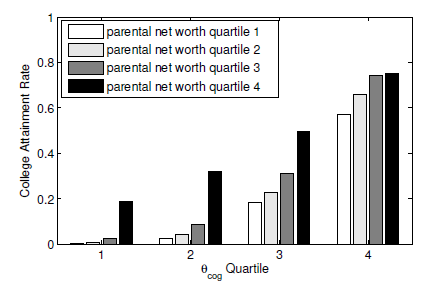 1
0.8
0.6
0.4
0.2
0
College Attainment Rate
parental net worth quartile 1
parental net worth quartile 2
parental net worth quartile 3
parental net worth quartile 4
1 2 3 4
θcog Quartile